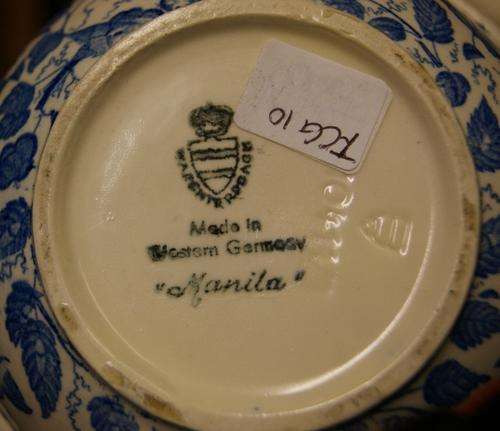 TCG 10
Made in
Western Germany
"Manila"